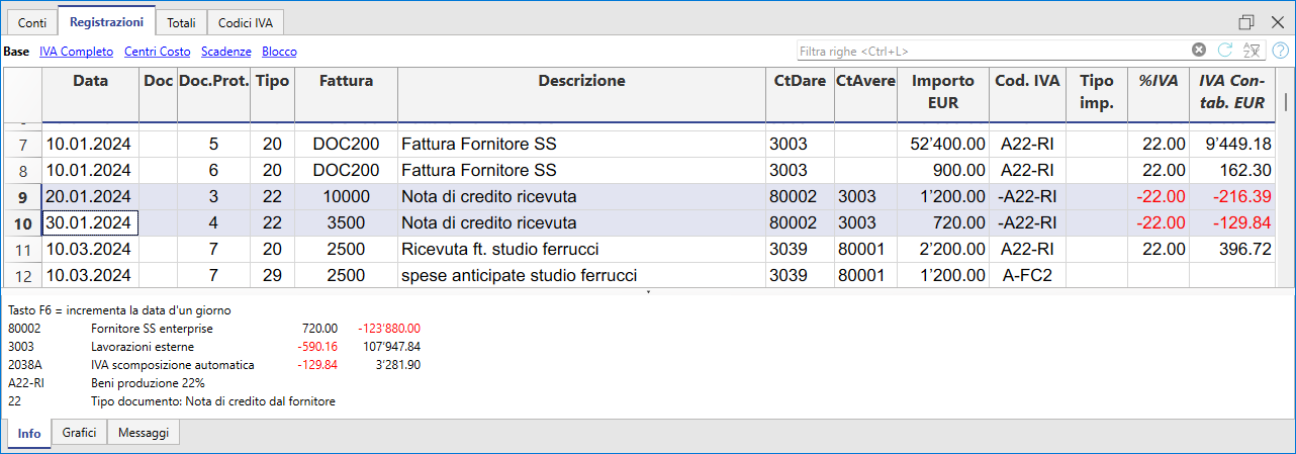 Conti Registrazioni Totali Codici IVA
Base IVA Completo Centri Costo Scadenze Blocco Filtra righe <Ctrl+L>
Data Doc Doc.Prot. Tipo Fattura Descrizione CtDare CtAvere Importo EUR Cod. IVA Tipo imp. %IVA IVA Con-tab. EUR
7 10.01.2024 5 20 DOC200 Fattura Fornitore SS 3003 52’400.00 A22-RI 22.00 9’449.18
8 10.01.2024 6 20 DOC200 Fattura Fornitore SS 3003 900.00 A22-RI 22.00 162.30
9 20.01.2024 3 22 10000 Nota di credito ricevuta 80002 3003 1’200.00 -A22-RI -22.00 -216.39
10 30.01.2024 4 22 3500 Nota di credito ricevuta 80002 3003 720.00 -A22-RI -22.00 -129.84
11 10.03.2024 7 20 2500 Ricevuta ft. studio ferrucci 3039 80001 2’200.00 A22-RI 22.00 396.72
12 10.03.2024 7 29 2500 spese anticipate studio ferrucci 3039 80001 1’200.00 A-FC2
Tasto F6 = incrementa la data d'un giorno
80002 Fornitore SS enterprise 720.00 -123’880.00
3003 Lavorazioni esterne -590.16 107’947.84
2038A IVA scomposizione automatica -129.84 3’281.90
A22-RI Beni produzione 22%
22 Tipo documento: Nota di credito dal fornitore
Info Grafici Messaggi